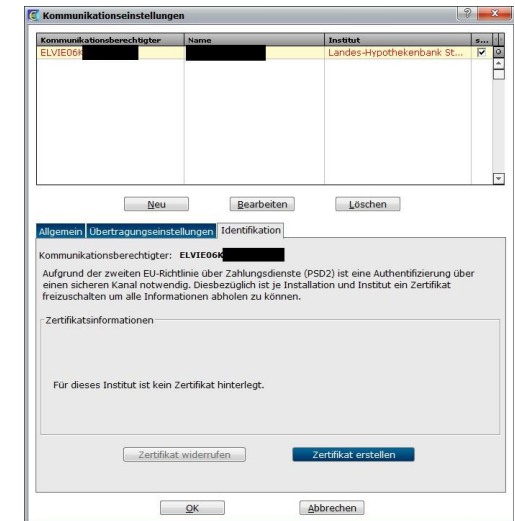 Kommunikationseinstellungen
Kommunikationsberechtigter Name Institut s...
ELVIE06K Landes-Hypothekenbank St...
Neu Bearbeiten Löschen
Allgemein Übertragungseinstellungen Identifikation
Kommunikationsberechtigter: ELVIE06K
Aufgrund der zweiten EU-Richtlinie über Zahlungsdienste (PSD2) ist eine Authentifizierung über
einen sicheren Kanal notwendig. Diesbezüglich ist je Installation und Institut ein Zertifikat
freizuschalten um alle Informationen abholen zu können.
Zertifikatsinformationen
Für dieses Institut ist kein Zertifikat hinterlegt.
Zertifikat widerrufen Zertifikat erstellen
OK Abbrechen